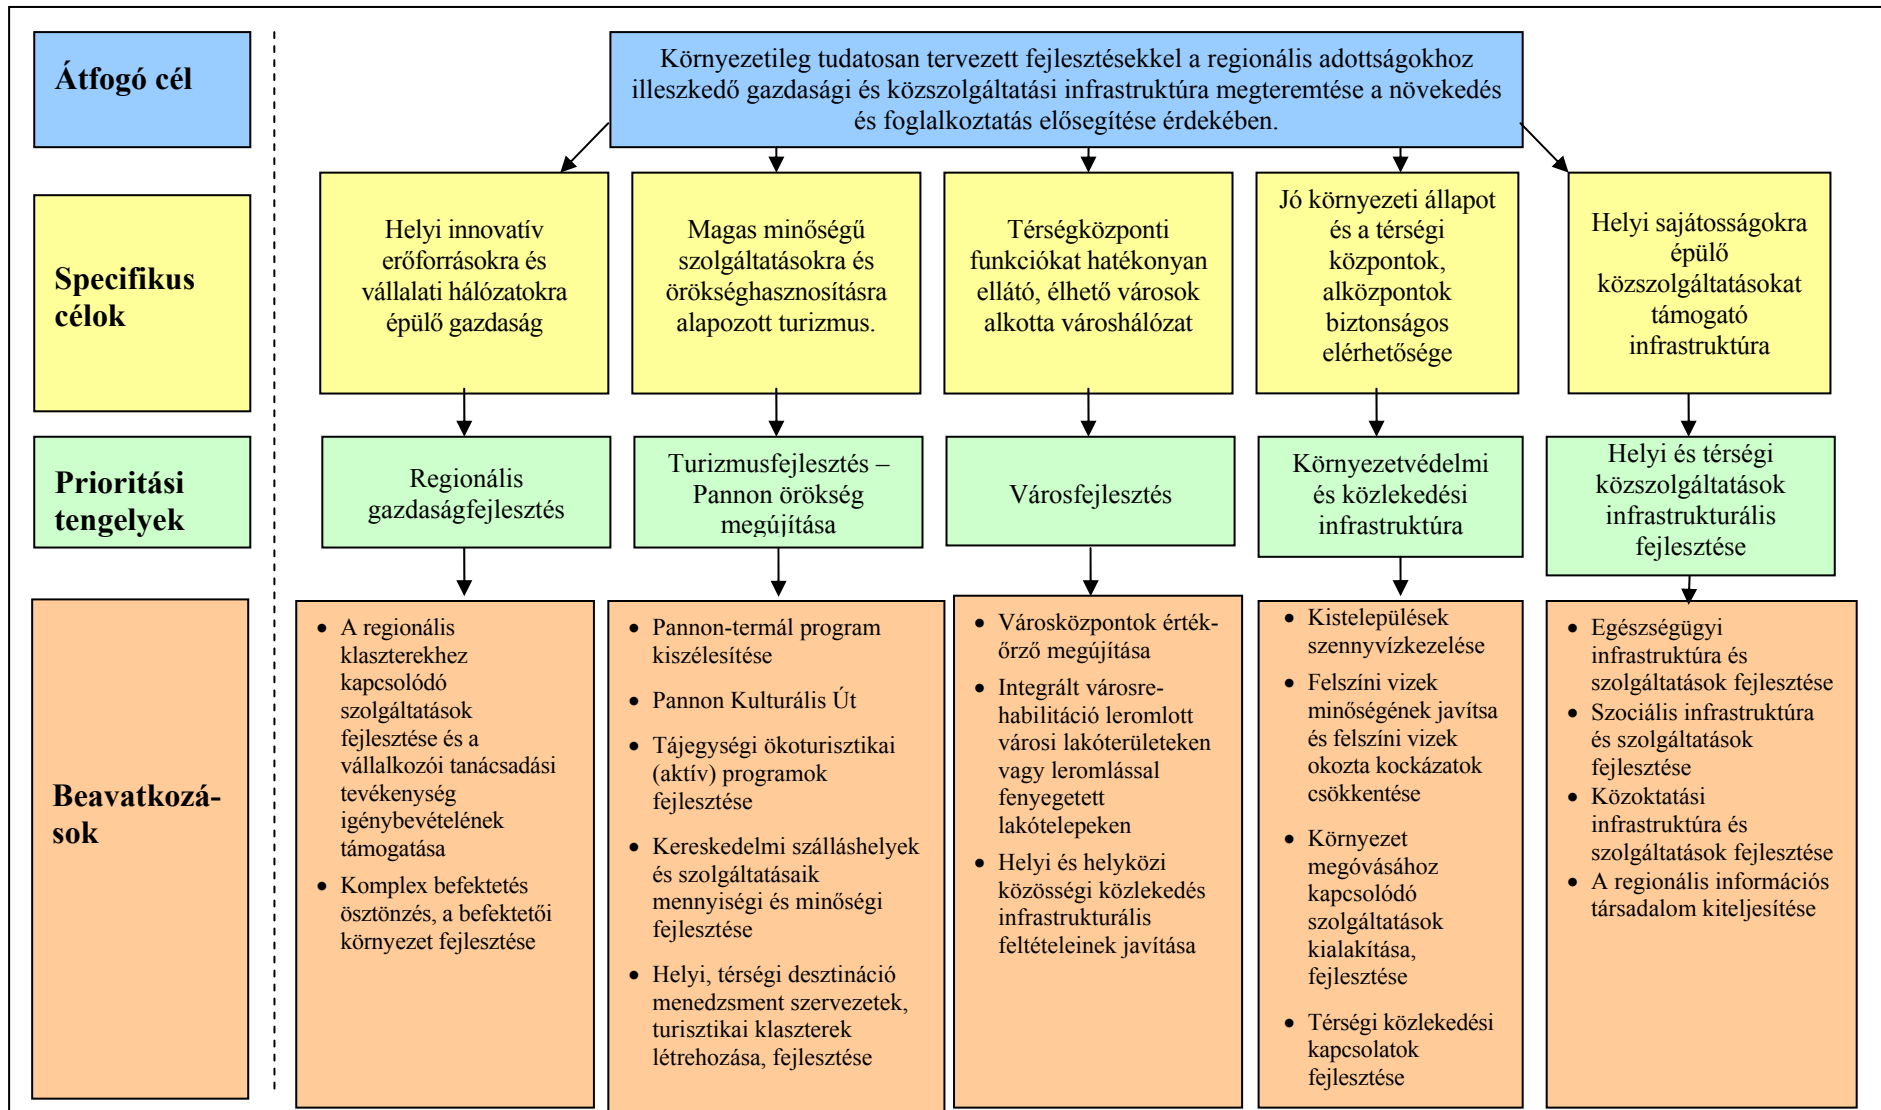 Átfogó cél
Környezetileg tudatosan tervezett fejlesztésekkel a regionális adottságokhoz
illeszkedő gazdasági és közszolgáltatási infrastruktúra megteremtése a növekedés
és foglalkoztatás elősegítése érdekében.
Specifikus
célok
Helyi innovatív
erőforrásokra és
vállalati hálózatokra
épülő gazdaság
Magas minőségű
szolgáltatásokra és
örökséghasznosításra
alapozott turizmus.
Térségközponti
funkciókat hatékonyan
ellátó, élhető városok
alkotta városhálózat
Jó környezeti állapot
és a térségi
központok,
alközpontok
biztonságos
elérhetősége
Helyi sajátosságokra
épülő
közszolgáltatásokat
támogató
infrastruktúra
Prioritási
tengelyek
Regionális
gazdaságfejlesztés
Turizmusfejlesztés –
Pannon örökség
megújítása
Városfejlesztés
Környezetvédelmi
és közlekedési
infrastruktúra
Helyi és térségi
közszolgáltatások
infrastrukturális
fejlesztése
Beavatkozá-
sok
• A regionális
klaszterekhez
kapcsolódó
szolgáltatások
fejlesztése és a
vállalkozói tanácsadási
tevékenység
igénybevételének
támogatása
• Komplex befektetés
ösztönzés, a befektetői
környezet fejlesztése
• Pannon-termál program
kiszélesítése
• Pannon Kulturális Út
• Tájegységi ökoturisztikai
(aktív) programok
fejlesztése
• Kereskedelmi szálláshelyek
és szolgáltatásaik
mennyiségi és minőségi
fejlesztése
• Helyi, térségi desztináció
menedzsment szervezetek,
turisztikai klaszterek
létrehozása, fejlesztése
• Városközpontok érték-
őrző megújítása
• Integrált városre-
habilitáció leromlott
városi lakóterületeken
vagy leromlással
fenyegetett
lakótelepeken
• Helyi és helyközi
közösségi közlekedés
infrastrukturális
feltételeinek javítása
• Kistelepülések
szennyvízkezelése
• Felszíni vizek
minőségének javítsa
és felszíni vizek
okozta kockázatok
csökkentése
• Környezet
megóvásához
kapcsolódó
szolgáltatások
kialakítása,
fejlesztése
• Térségi közlekedési
kapcsolatok
fejlesztése
• Egészségügyi
infrastruktúra és
szolgáltatások fejlesztése
• Szociális infrastruktúra
és szolgáltatások
fejlesztése
• Közoktatási
infrastruktúra és
szolgáltatások fejlesztése
• A regionális információs
társadalom kiteljesítése